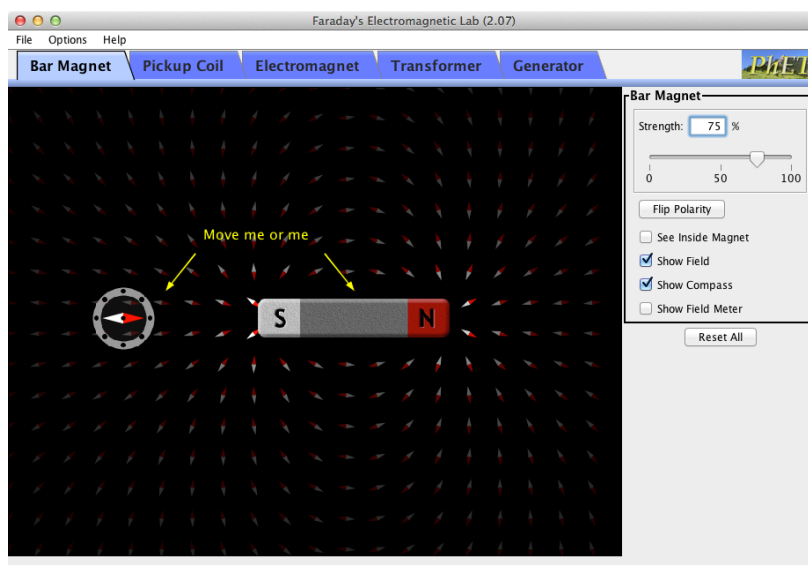 Faraday's Electromagnetic Lab (2.07)
File Options Help
Bar Magnet Pickup Coil Electromagnet Transformer Generator
PhET
Bar Magnet
Strength: 75 %
0 50 100
Flip Polarity
See Inside Magnet
Show Field
Show Compass
Show Field Meter
Reset All
Move me or me
S N